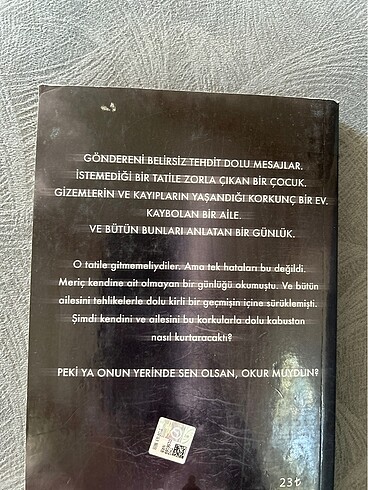 GÖNDERENİ BELİRSİZ TEHDİT DOLU MESAJLAR.
İSTEMEDİĞİ BİR TATİLE ZORLA ÇIKAN BİR ÇOCUK.
GİZEMLERİN VE KAYIPLARIN YAŞANDIĞI KORKUNÇ BİR EV.
KAYBOLAN BİR AİLE.
VE BÜTÜN BUNLARI ANLATAN BİR GÜNLÜK.
O tatile gitmemeliydiler. Ama tek hataları bu değildi.
Meriç kendine ait olmayan bir günlüğü okumuştu. Ve bütün
ailesini tehlikelerle dolu kirli bir geçmişin içine sürüklemişti.
Şimdi kendini ve ailesini bu korkularla dolu kabustan
nasıl kurtaracaktı?
PEKİ YA ONUN YERİNDE SEN OLSAN, OKUR MUYDUN?
23₺